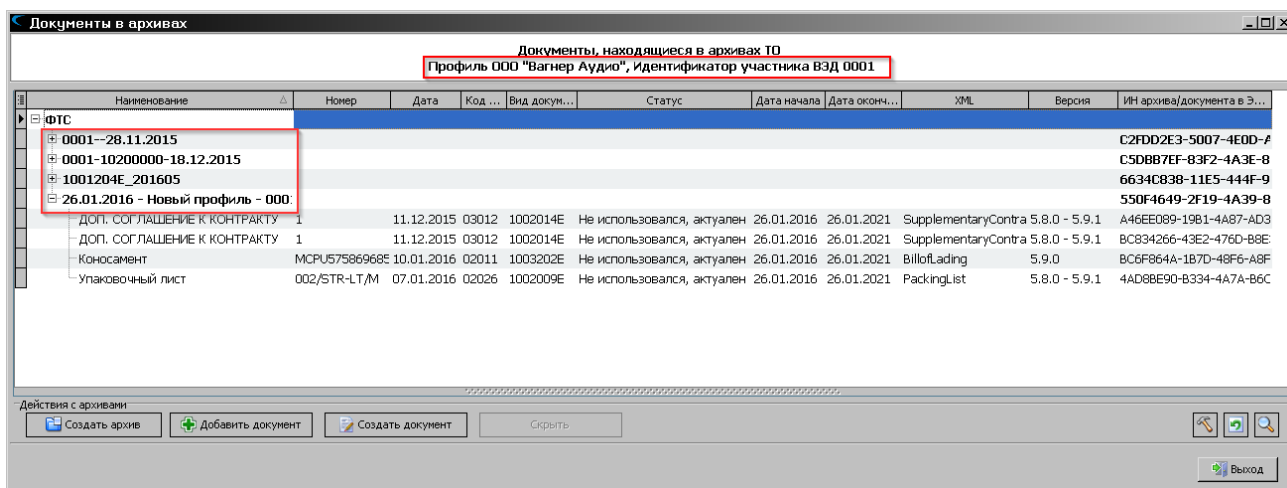 Документы в архивах
Документы, находящиеся в архивах ТО
Профиль ООО "Вагнер Аудио", Идентификатор участника ВЭД 0001
Наименование Номер Дата Код ... Вид докум... Статус Дата начала Дата оконч... XML Версия ИН архива/документа в Э...
ФТС
0001--28.11.2015 C2FDD2E3-5007-4E0D-A
0001-10200000-18.12.2015 C5DBB7EF-83F2-4A3E-8
1001204E_201605 6634C838-11E5-444F-9
26.01.2016 - Новый профиль - 000 550F4649-2F19-4A39-8
ДОП. СОГЛАШЕНИЕ К КОНТРАКТУ 1 11.12.2015 03012 1002014E Не использовался, актуален 26.01.2016 26.01.2021 SupplementaryContra 5.8.0 - 5.9.1 A46EE089-19B1-4A87-AD3
ДОП. СОГЛАШЕНИЕ К КОНТРАКТУ 1 11.12.2015 03012 1002014E Не использовался, актуален 26.01.2016 26.01.2021 SupplementaryContra 5.8.0 - 5.9.1 BC834266-43E2-476D-B8E
Коносамент MCPU575869685 10.01.2016 02011 1003202E Не использовался, актуален 26.01.2016 26.01.2021 BillofLading 5.9.0 BC6F864A-1B7D-48F6-A8F
Упаковочный лист 002/STR-LT/M 07.01.2016 02026 1002009E Не использовался, актуален 26.01.2016 26.01.2021 PackingList 5.8.0 - 5.9.1 4AD8BE90-B334-4A7A-B6C
Действия с архивами
Создать архив Добавить документ Создать документ Скрыть
Выход